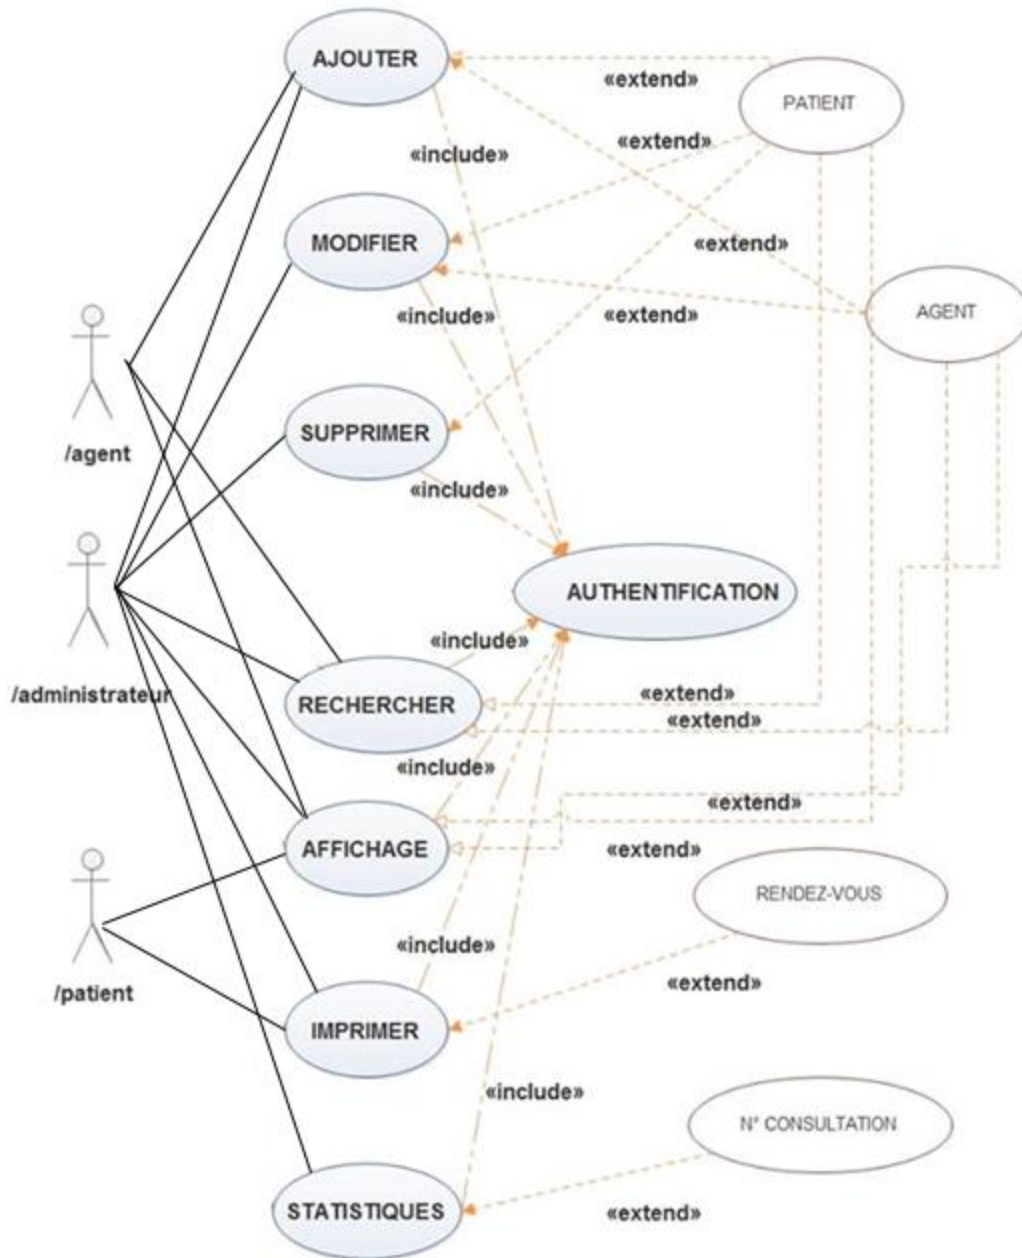 AJOUTER
«extend»
PATIENT
«include»
«extend»
MODIFIER
«extend»
«include»
«extend»
AGENT
SUPPRIMER
/agent
«include»
AUTHENTIFICATION
«include»
/administrateur
RECHERCHER
«extend»
«extend»
«include»
«extend»
AFFICHAGE
«extend»
RENDEZ-VOUS
«include»
«extend»
/patient
IMPRIMER
«include»
N° CONSULTATION
STATISTIQUES
«extend»